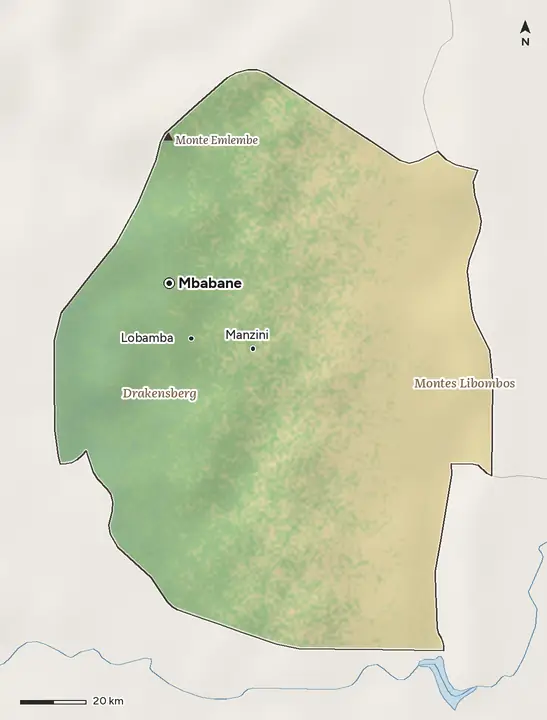 N
Monte Emlembe
Mbabane
Lobamba
Manzini
Montes Libombos
Drakensberg
20 km